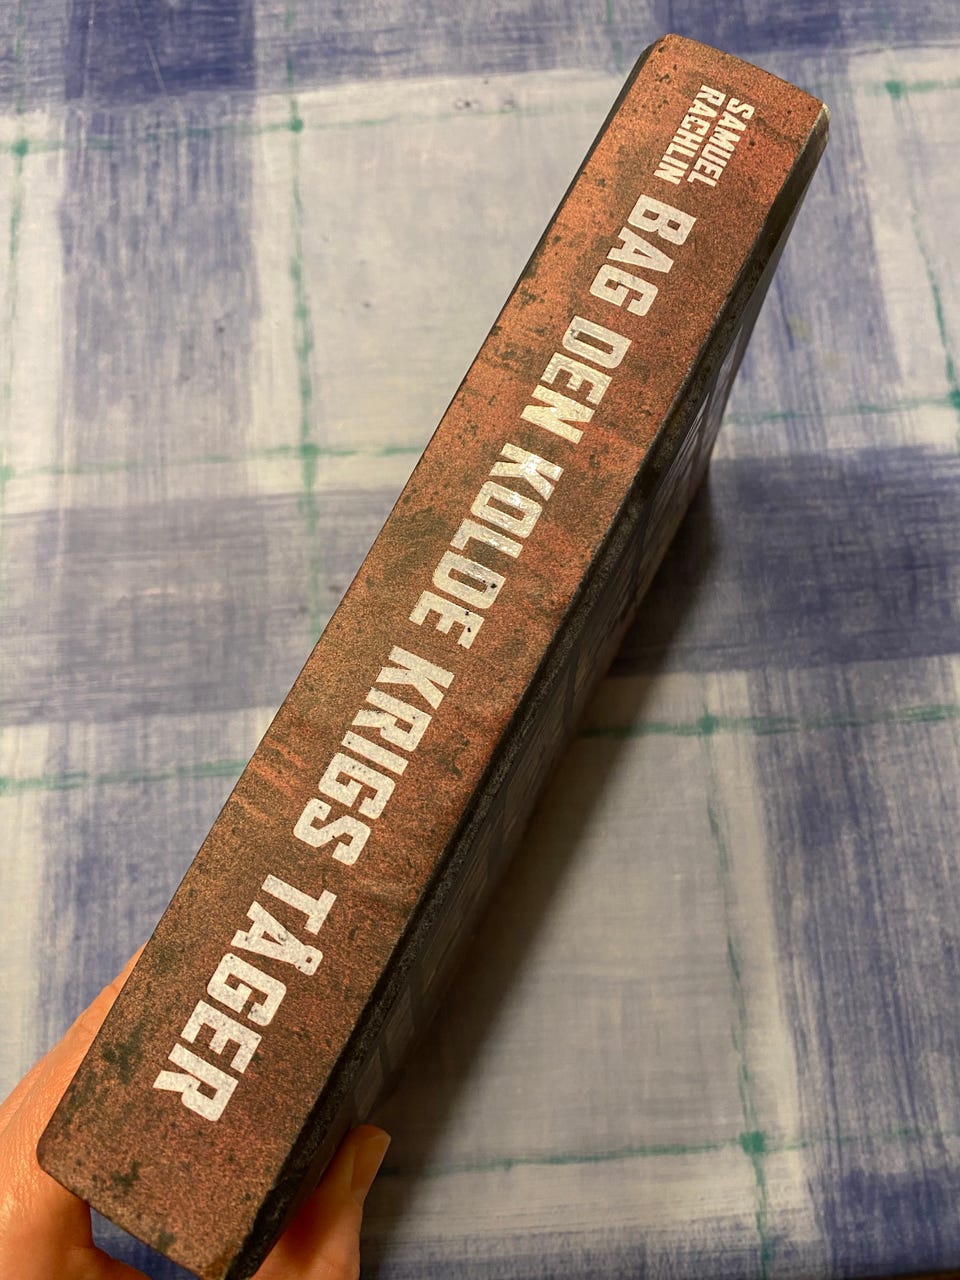 SAMUEL
RACHLIN
BAG DEN KOLDE KRIGS TÅGER